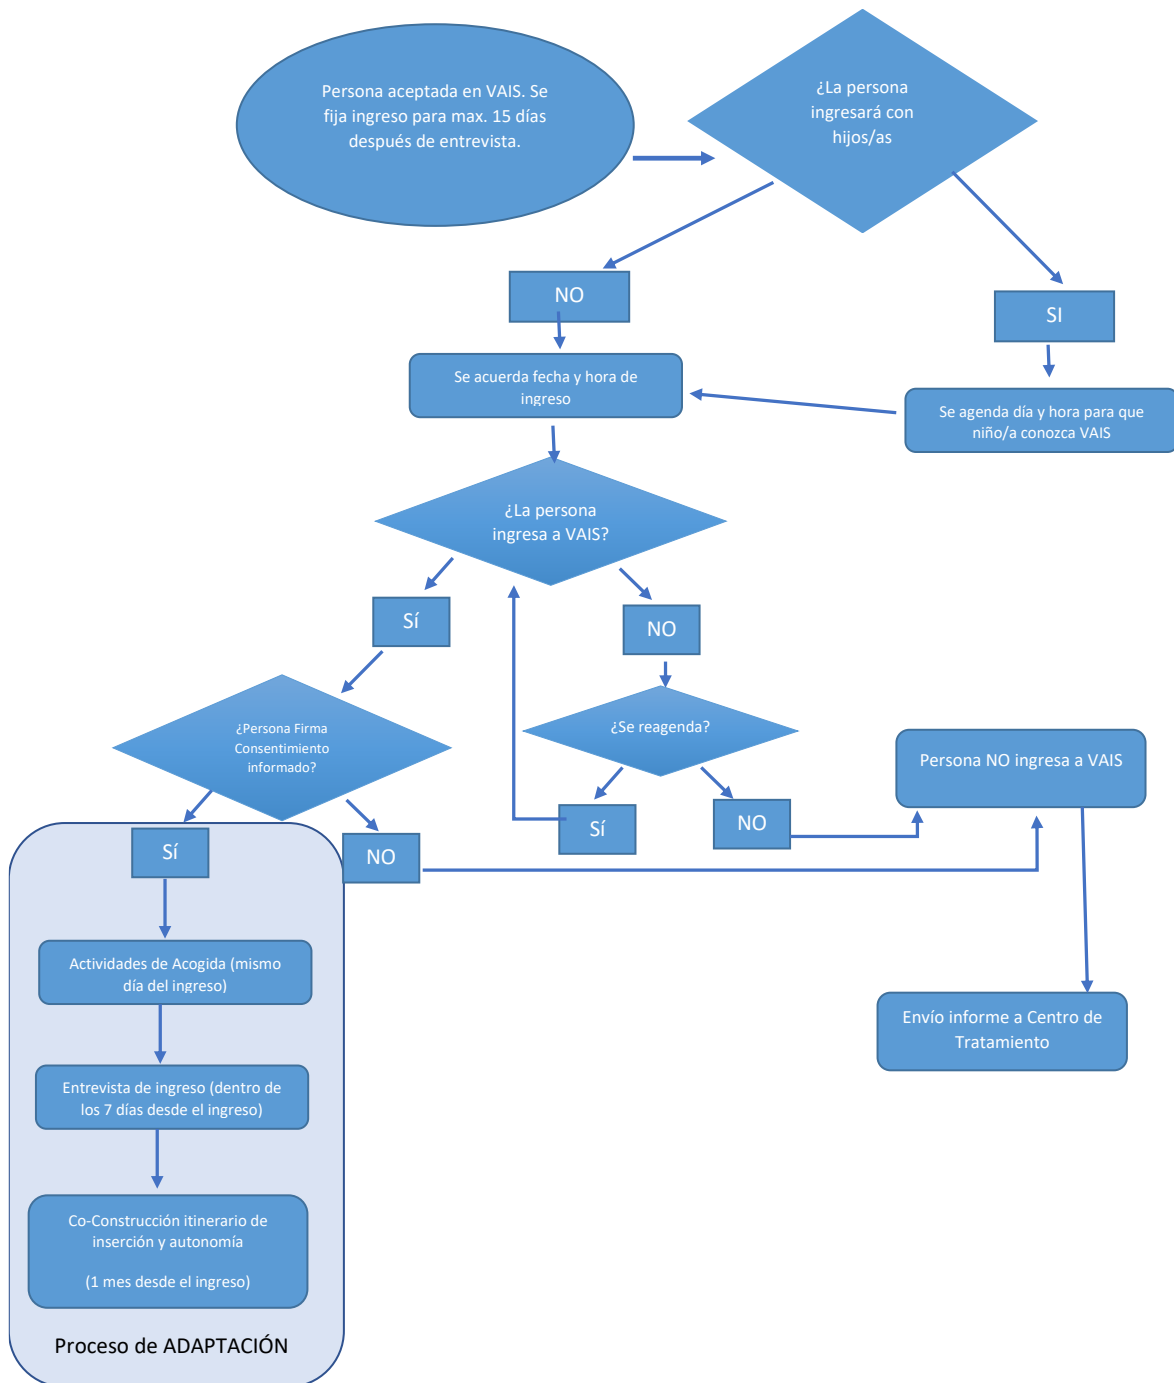 Persona aceptada en VAIS. Se
fija ingreso para max. 15 días
después de entrevista.
¿La persona
ingresará con
hijos/as
NO
SI
Se acuerda fecha y hora de
ingreso
Se agenda día y hora para que
niño/a conozca VAIS
¿La persona
ingresa a VAIS?
Sí
NO
¿Persona Firma
Consentimiento
informado?
¿Se reagenda?
Persona NO ingresa a VAIS
Sí
NO
Sí
NO
Actividades de Acogida (mismo
día del ingreso)
Envío informe a Centro de
Tratamiento
Entrevista de ingreso (dentro de
los 7 días desde el ingreso)
Co-Construcción itinerario de
inserción y autonomía
(1 mes desde el ingreso)
Proceso de ADAPTACIÓN